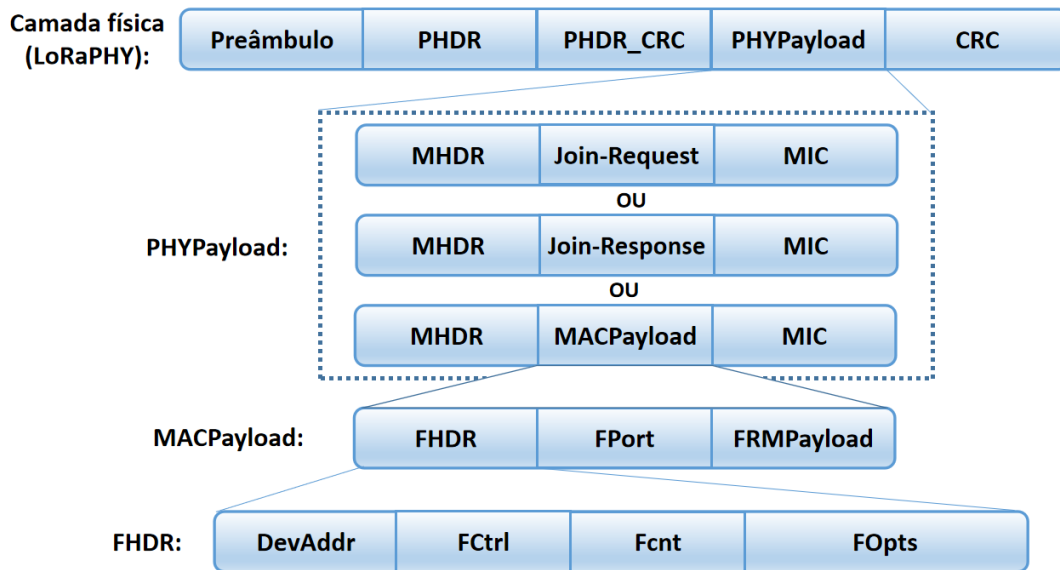 Camada física
(LoRaPHY):
Preâmbulo PHDR PHDR_CRC PHYPayload CRC
MHDR Join-Request MIC
OU
PHYPayload: MHDR Join-Response MIC
OU
MHDR MACPayload MIC
MACPayload: FHDR FPort FRMPayload
FHDR: DevAddr FCtrl Fcnt FOpts